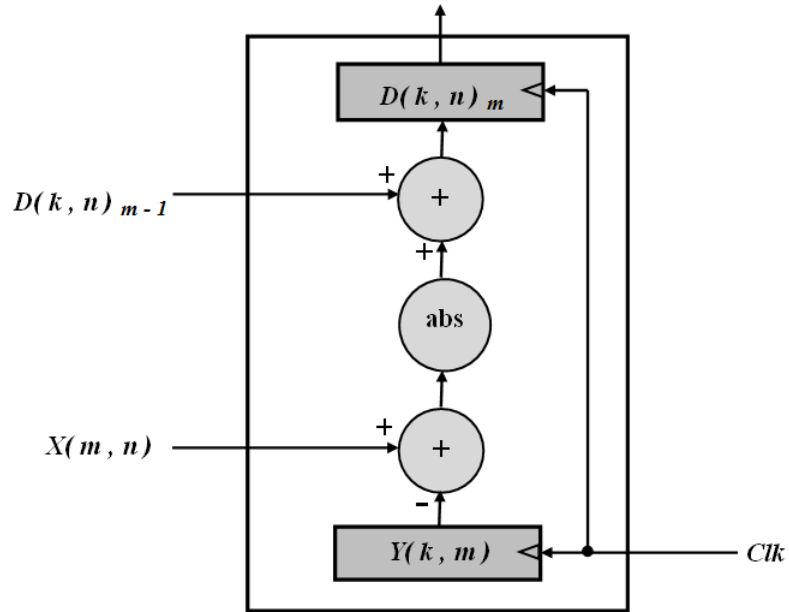 D( k , n ) m
+
D( k , n ) m - 1
+
+
abs
+
X( m , n )
+
-
Y( k , m )
Clk